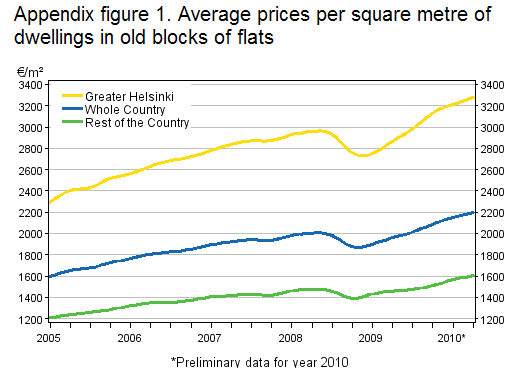 Appendix figure 1. Average prices per square metre of
dwellings in old blocks of flats
€/m²
3400 3400
Greater Helsinki
3200 3200
Whole Country
3000 3000
Rest of the Country
2800 2800
2600 2600
2400 2400
2200 2200
2000 2000
1800 1800
1600 1600
1400 1400
1200 1200
2005 2006 2007 2008 2009 2010*
*Preliminary data for year 2010